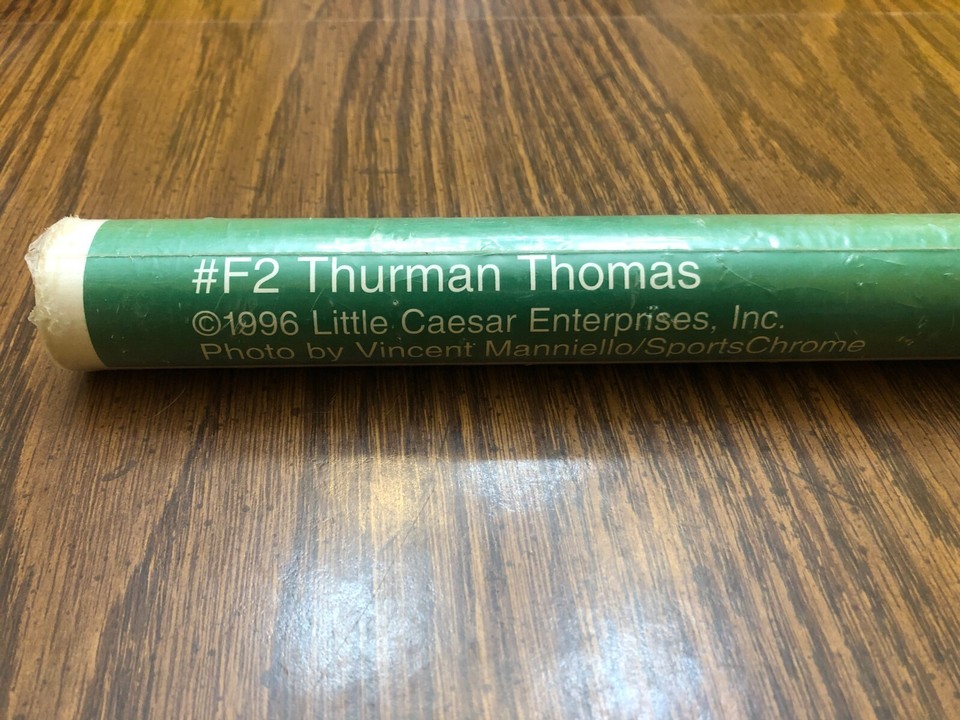 #F2 Thurman Thomas
©1996 Little Caesar Enterprises, Inc.
Photo by Vincent Manniello/SportsChrome